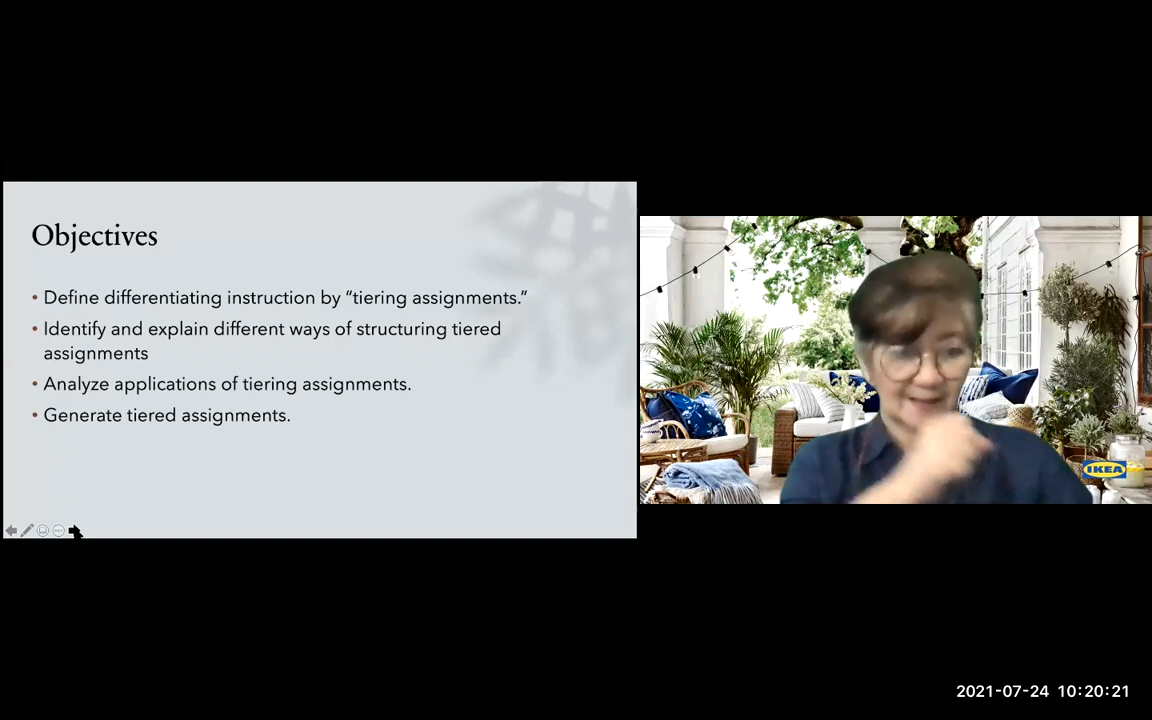 Objectives
• Define differentiating instruction by “tiering assignments.”
• Identify and explain different ways of structuring tiered
assignments
• Analyze applications of tiering assignments.
• Generate tiered assignments.
IKEA
2021-07-24 10:20:21